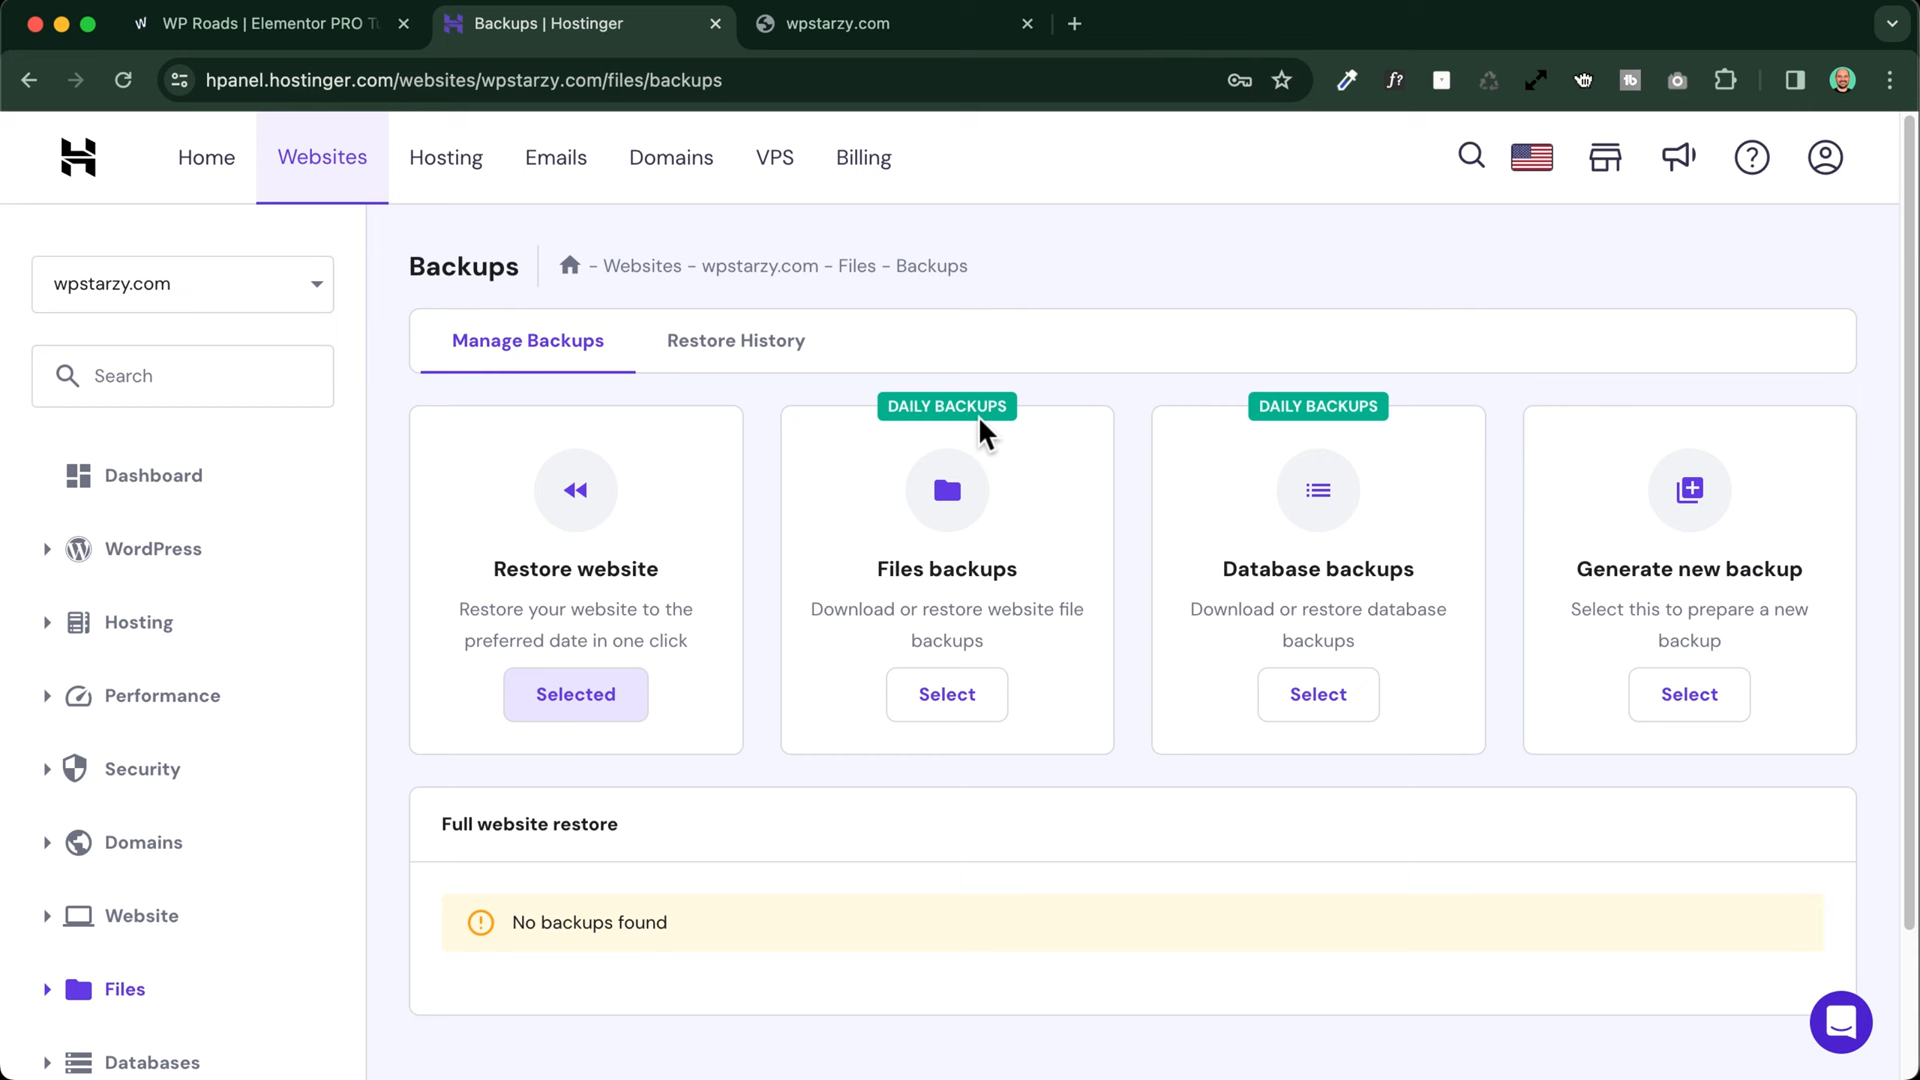 WP Roads | Elementor PRO Tu
Backups | Hostinger
wpstarzy.com
hpanel.hostinger.com/websites/wpstarzy.com/files/backups
f?
tb
Home
Websites
Hosting
Emails
Domains
VPS
Billing
wpstarzy.com
Search
Dashboard
WordPress
Hosting
Performance
Security
Domains
Website
Files
Databases
Backups
- Websites - wpstarzy.com - Files - Backups
Manage Backups
Restore History
Restore website
Restore your website to the
preferred date in one click
Selected
DAILY BACKUPS
Files backups
Download or restore website file
backups
Select
DAILY BACKUPS
Database backups
Download or restore database
backups
Select
Generate new backup
Select this to prepare a new
backup
Select
Full website restore
No backups found